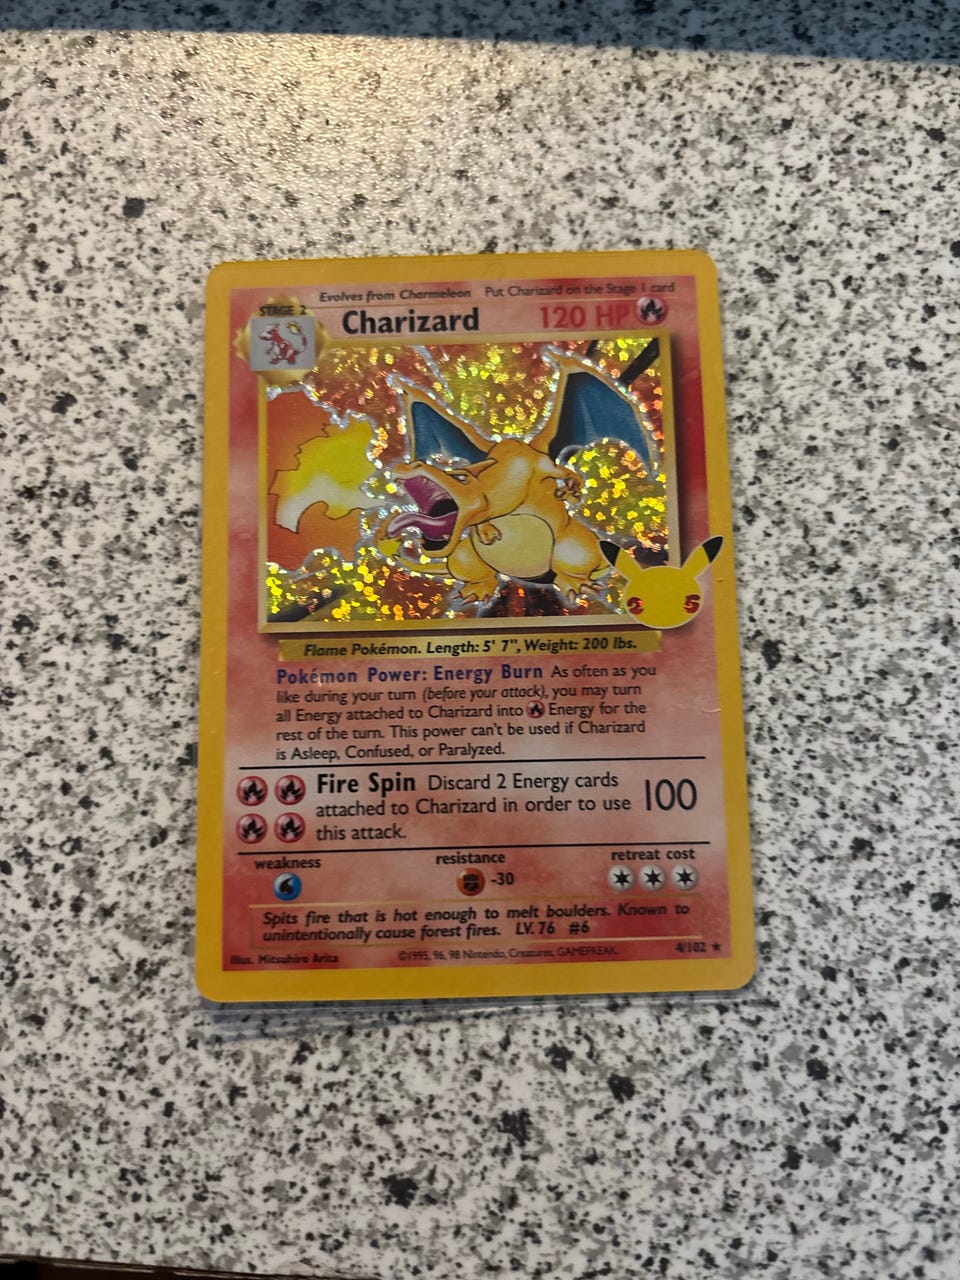 Evolves from Charmeleon Put Charizard on the Stage 1 card
STAGE 2
Charizard 120 HP
25
Flame Pokémon. Length: 5' 7", Weight: 200 lbs.
Pokémon Power: Energy Burn As often as you
like during your turn (before your attack), you may turn
all Energy attached to Charizard into Energy for the
rest of the turn. This power can't be used if Charizard
is Asleep, Confused, or Paralyzed.
Fire Spin Discard 2 Energy cards
attached to Charizard in order to use 100
this attack.
weakness resistance retreat cost
-30
Spits fire that is hot enough to melt boulders. Known to
unintentionally cause forest fires. LV. 76 #6
Illus. Mitsuhiro Arita ©1995, 96, 98 Nintendo, Creatures, GAMEFREAK. 4/102 ★